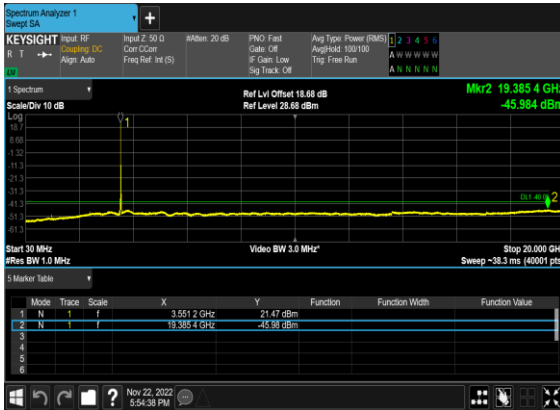 Spectrum Analyzer 1
Swept SA
+
KEYSIGHT
R T
Input: RF
Coupling: DC
Align: Auto
Input Z: 50 Ω
Corr CCorr
Freq Ref: Int (S)
#Atten: 20 dB
PNO: Fast
Gate: Off
IF Gain: Low
Sig Track: Off
Avg Type: Power (RMS)
Avg|Hold: 100/100
Trig: Free Run
1 2 3 4 5 6
A W W W W W
A N N N N N
1 Spectrum
Scale/Div 10 dB
Ref Lvl Offset 18.68 dB
Ref Level 28.68 dBm
Mkr2 19.385 4 GHz
-45.984 dBm
Log
18.7
8.68
-1.32
-11.3
-21.3
-31.3
-41.3
-51.3
-61.3
1
2
Start 30 MHz
#Res BW 1.0 MHz
Video BW 3.0 MHz*
Stop 20.000 GHz
Sweep ~38.3 ms (40001 pts)
5 Marker Table
Mode Trace Scale X Y Function Function Width Function Value
1 N 1 f 3.551 2 GHz 21.47 dBm
2 N 1 f 19.385 4 GHz -45.98 dBm
3
4
5
6
?
Nov 22, 2022
5:54:38 PM